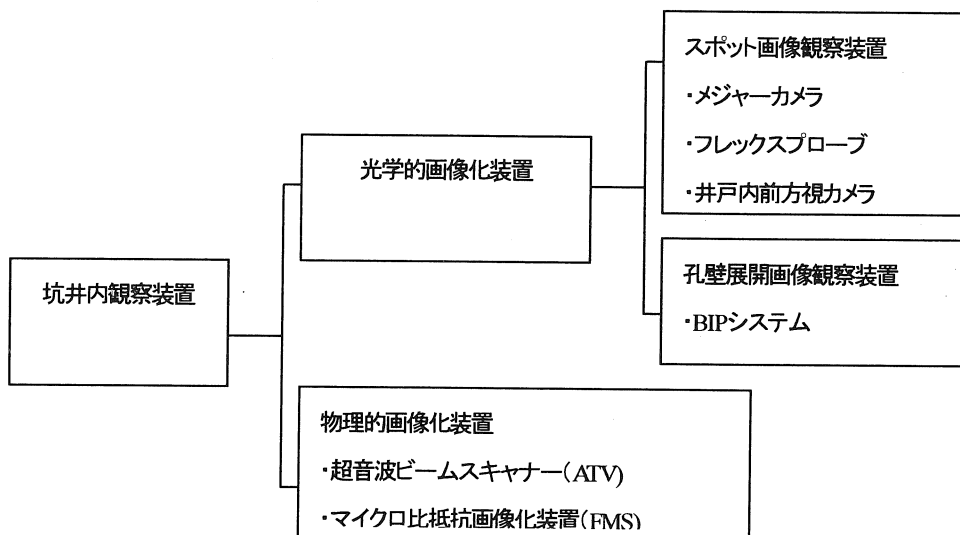 坑井内観察装置
光学的画像化装置
スポット画像観察装置
・メジャーカメラ
・フレックスプローブ
・井戸内前方視カメラ
孔壁展開画像観察装置
・BIPシステム
物理的画像化装置
・超音波ビームスキャナー(ATV)
・マイクロ比抵抗画像化装置(FMS)